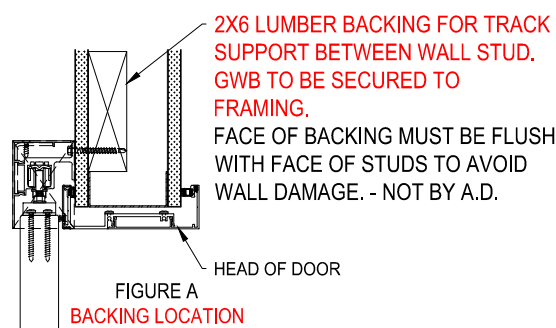 2X6 LUMBER BACKING FOR TRACK
SUPPORT BETWEEN WALL STUD.
GWB TO BE SECURED TO
FRAMING.
FACE OF BACKING MUST BE FLUSH
WITH FACE OF STUDS TO AVOID
WALL DAMAGE. - NOT BY A.D.
HEAD OF DOOR
FIGURE A
BACKING LOCATION